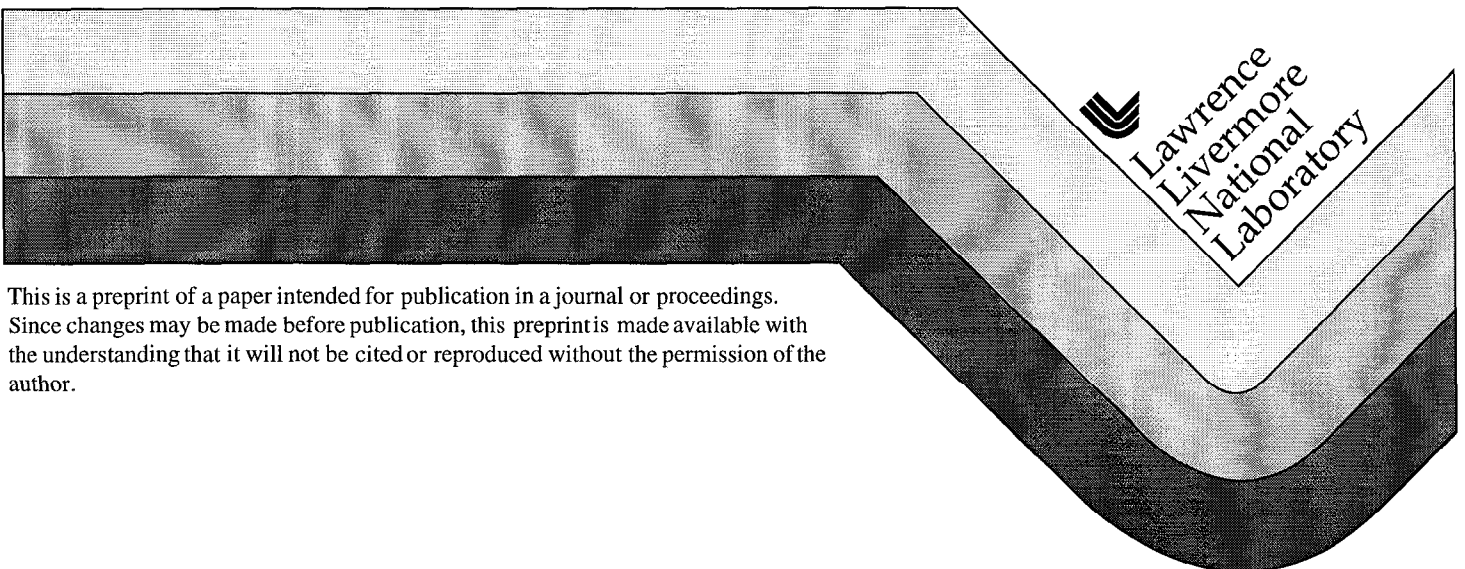 Lawrence
Livermore
National
Laboratory
This is a preprint of a paper intended for publication in a journal or proceedings.
Since changes may be made before publication, this preprint is made available with
the understanding that it will not be cited or reproduced without the permission of the
author.